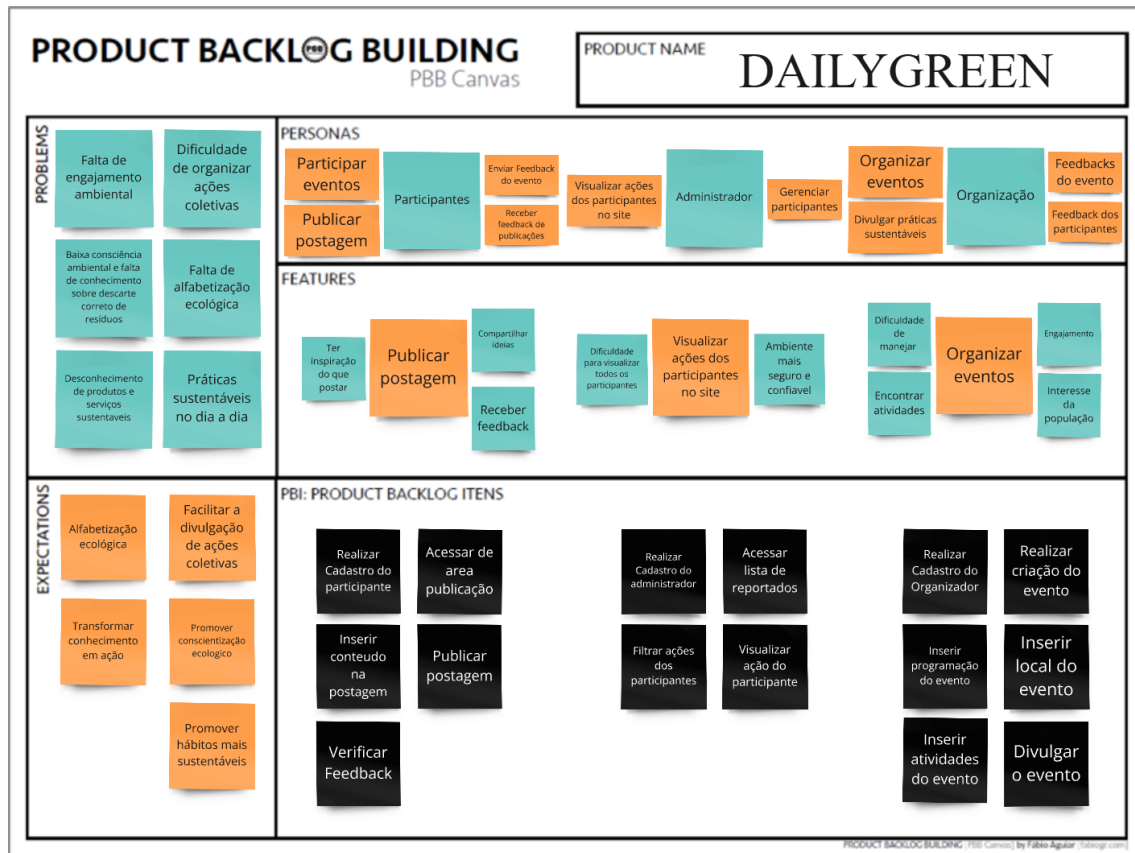 PRODUCT BACKLOG BUILDING
PBB Canvas
PRODUCT NAME
DAILYGREEN
PROBLEMS
Falta de
engajamento
ambiental
Dificuldade
de organizar
ações
coletivas
Baixa consciência
ambiental e falta
de conhecimento
sobre descarte
correto de
resíduos
Falta de
alfabetização
ecológica
Desconhecimento
de produtos e
serviços
sustentaveis
Práticas
sustentáveis
no dia a dia
PERSONAS
Participar
eventos
Publicar
postagem
Participantes
Enviar Feedback
do evento
Receber
feedback de
publicações
Visualizar ações
dos participantes
no site
Administrador
Gerenciar
participantes
Organizar
eventos
Divulgar práticas
sustentáveis
Organização
Feedbacks
do evento
Feedback dos
participantes
FEATURES
Ter
inspiração
do que
postar
Publicar
postagem
Compartilhar
ideias
Receber
feedback
Dificuldade
para visualizar
todos os
participantes
Visualizar
ações dos
participantes
no site
Ambiente
mais
seguro e
confiavel
Dificuldade
de
manejar
Encontrar
atividades
Organizar
eventos
Engajamento
Interesse
da
população
EXPECTATIONS
Alfabetização
ecológica
Facilitar a
divulgação
de ações
coletivas
Transformar
conhecimento
em ação
Promover
conscientização
ecologico
Promover
hábitos mais
sustentáveis
PBI: PRODUCT BACKLOG ITENS
Realizar
Cadastro do
participante
Acessar de
area
publicação
Inserir
conteudo
na
postagem
Publicar
postagem
Verificar
Feedback
Realizar
Cadastro do
administrador
Acessar
lista de
reportados
Filtrar ações
dos
participantes
Visualizar
ação do
participante
Realizar
Cadastro do
Organizador
Realizar
criação do
evento
Inserir
programação
do evento
Inserir
local do
evento
Inserir
atividades
do evento
Divulgar
o evento
PRODUCT BACKLOG BUILDING [PBB Canvas] by Fábio Aguiar [fabiogr.com]